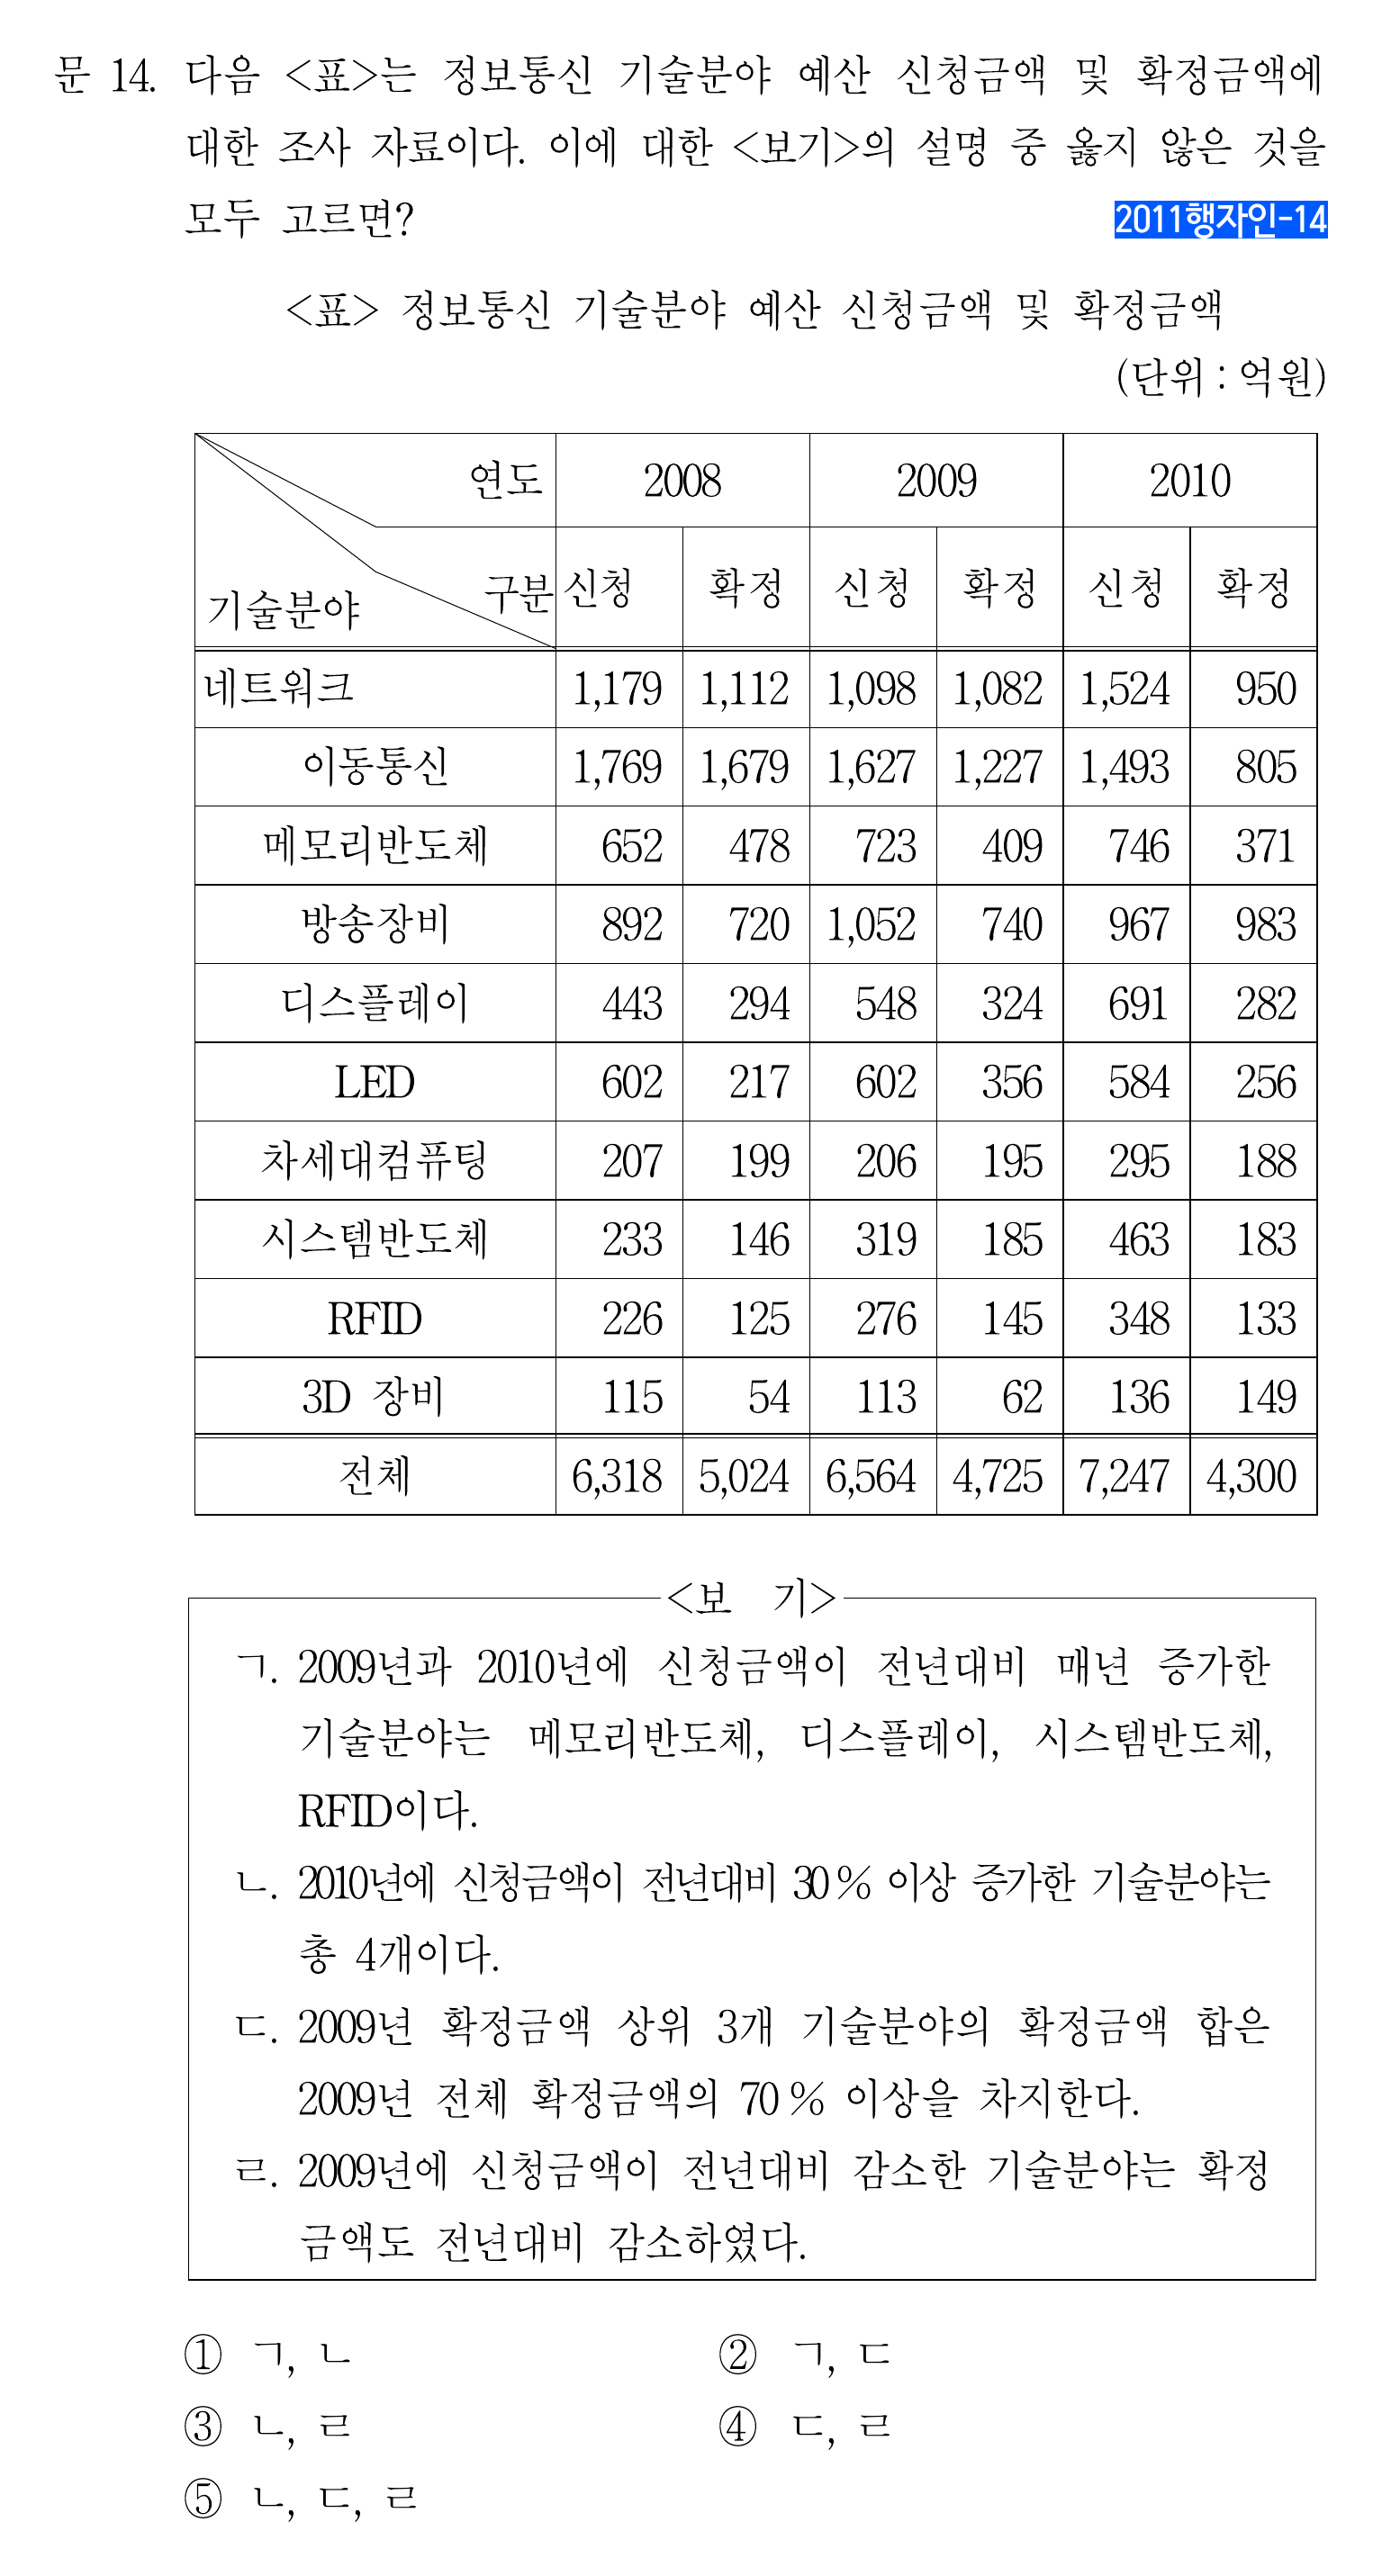 문 14. 다음 <표>는 정보통신 기술분야 예산 신청금액 및 확정금액에
대한 조사 자료이다. 이에 대한 <보기>의 설명 중 옳지 않은 것을
모두 고르면? 2011행자인-14
<표> 정보통신 기술분야 예산 신청금액 및 확정금액
(단위 : 억원)
연도 2008 2009 2010
기술분야 구분 신청 확정 신청 확정 신청 확정
네트워크 1,179 1,112 1,098 1,082 1,524 950
이동통신 1,769 1,679 1,627 1,227 1,493 805
메모리반도체 652 478 723 409 746 371
방송장비 892 720 1,052 740 967 983
디스플레이 443 294 548 324 691 282
LED 602 217 602 356 584 256
차세대컴퓨팅 207 199 206 195 295 188
시스템반도체 233 146 319 185 463 183
RFID 226 125 276 145 348 133
3D 장비 115 54 113 62 136 149
전체 6,318 5,024 6,564 4,725 7,247 4,300
<보 기>
ㄱ. 2009년과 2010년에 신청금액이 전년대비 매년 증가한
기술분야는 메모리반도체, 디스플레이, 시스템반도체,
RFID이다.
ㄴ. 2010년에 신청금액이 전년대비 30 % 이상 증가한 기술분야는
총 4개이다.
ㄷ. 2009년 확정금액 상위 3개 기술분야의 확정금액 합은
2009년 전체 확정금액의 70 % 이상을 차지한다.
ㄹ. 2009년에 신청금액이 전년대비 감소한 기술분야는 확정
금액도 전년대비 감소하였다.
① ㄱ, ㄴ ② ㄱ, ㄷ
③ ㄴ, ㄹ ④ ㄷ, ㄹ
⑤ ㄴ, ㄷ, ㄹ